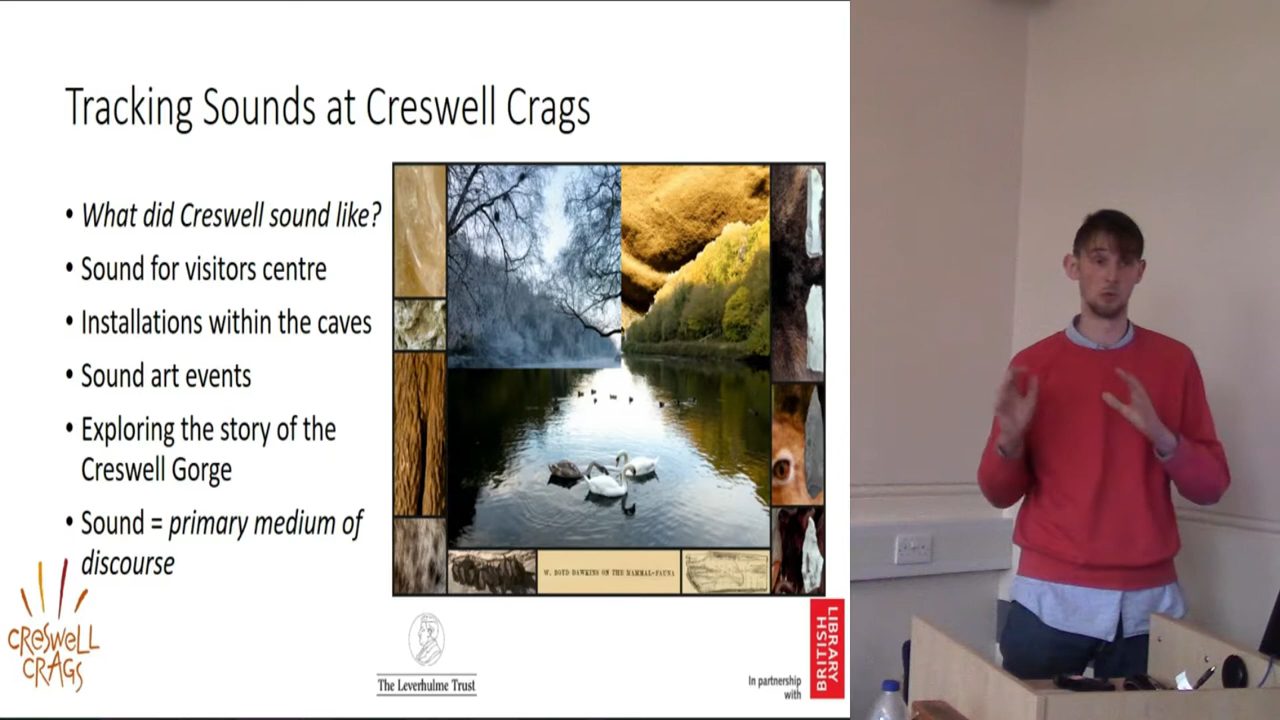 Tracking Sounds at Creswell Crags
• What did Creswell sound like?
• Sound for visitors centre
• Installations within the caves
• Sound art events
• Exploring the story of the
Creswell Gorge
• Sound = primary medium of
discourse
W. BOYD DAWKINS ON THE MAMMAL-FAUNA
CRESWELL
CRAGS
The Leverhulme Trust
In partnership
with
BRITISH
LIBRARY